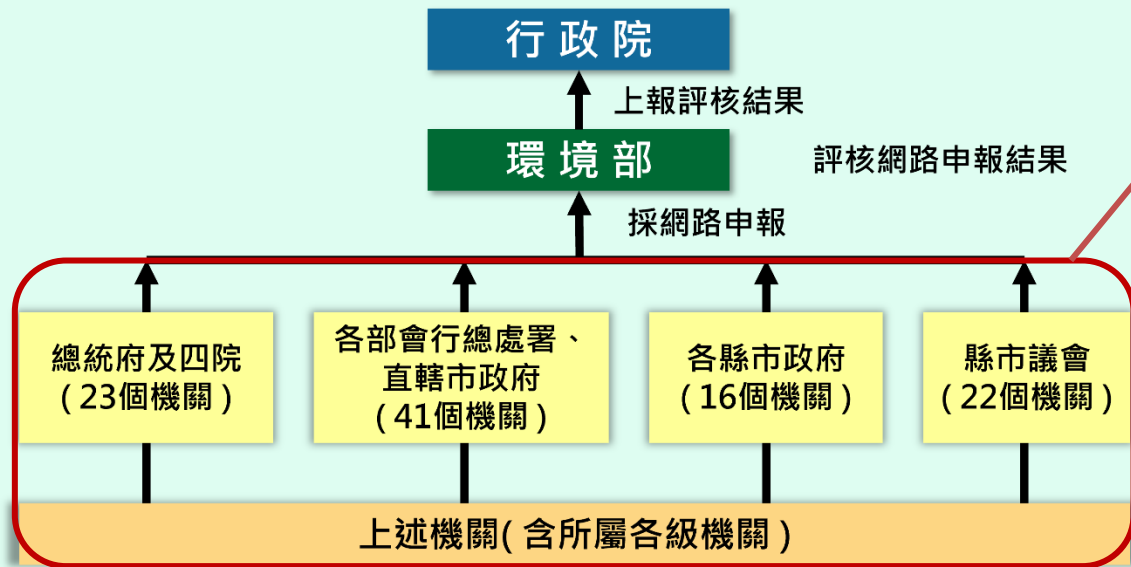 行政院
上報評核結果
環境部
評核網路申報結果
採網路申報
總統府及四院
(23個機關)
各部會行總處署、
直轄市政府
(41個機關)
各縣市政府
(16個機關)
縣市議會
(22個機關)
上述機關(含所屬各級機關)